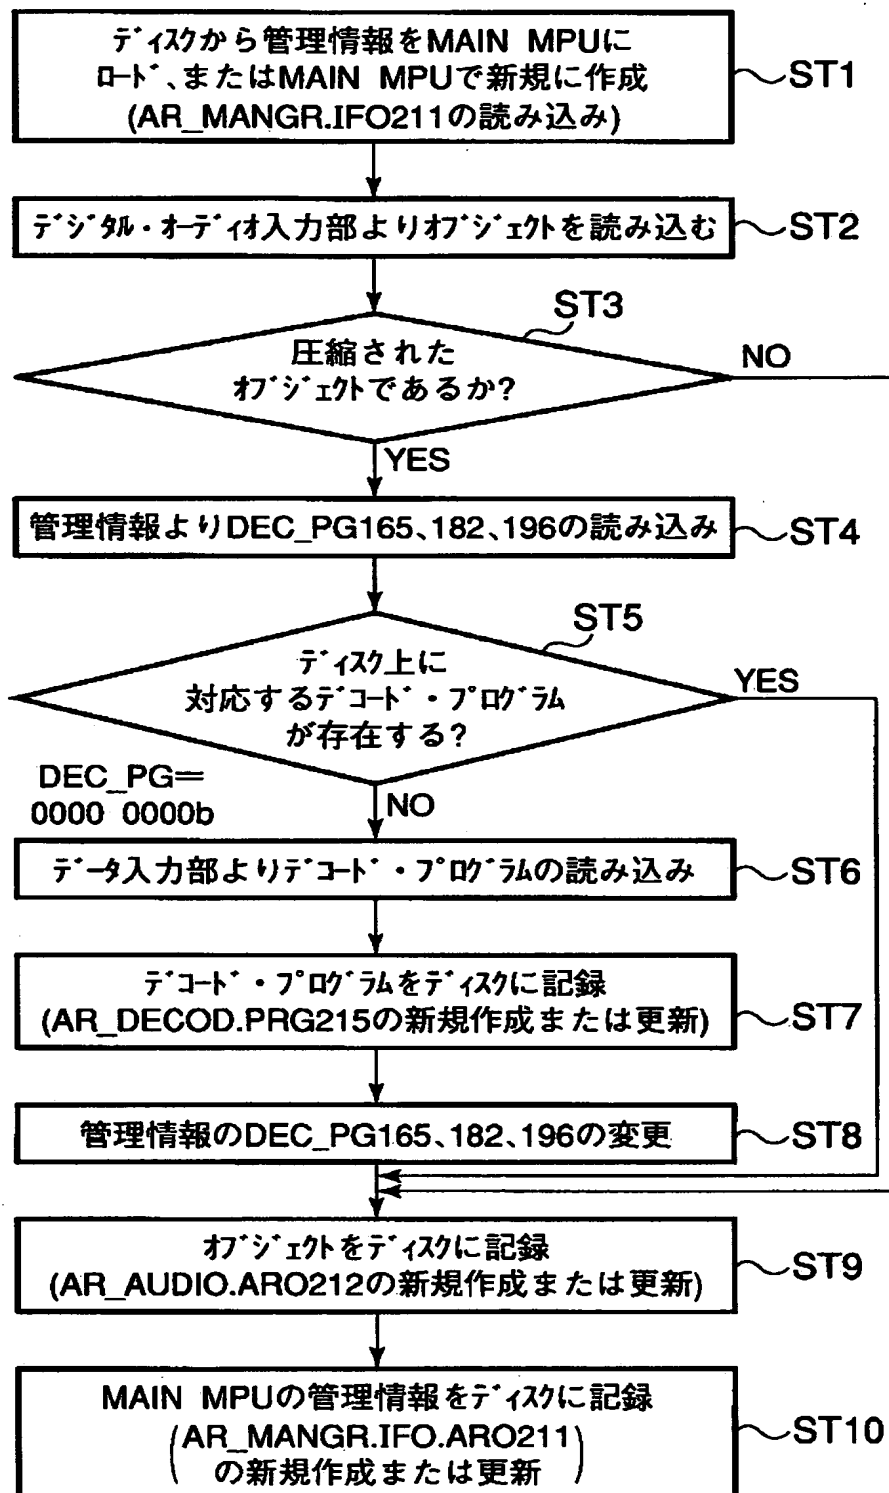 ディスクから管理情報をMAIN MPUに
ロード、またはMAIN MPUで新規に作成
(AR_MANGR.IFO211の読み込み)
ST1
デジタル・オーディオ入力部よりオブジェクトを読み込む
ST2
ST3
圧縮された
オブジェクトであるか?
NO
YES
管理情報よりDEC_PG165、182、196の読み込み
ST4
ST5
ディスク上に
対応するデコード・プログラム
が存在する?
YES
DEC_PG=
0000 0000b
NO
データ入力部よりデコード・プログラムの読み込み
ST6
デコード・プログラムをディスクに記録
(AR_DECOD.PRG215の新規作成または更新)
ST7
管理情報のDEC_PG165、182、196の変更
ST8
オブジェクトをディスクに記録
(AR_AUDIO.ARO212の新規作成または更新)
ST9
MAIN MPUの管理情報をディスクに記録
(AR_MANGR.IFO.ARO211
の新規作成または更新)
ST10